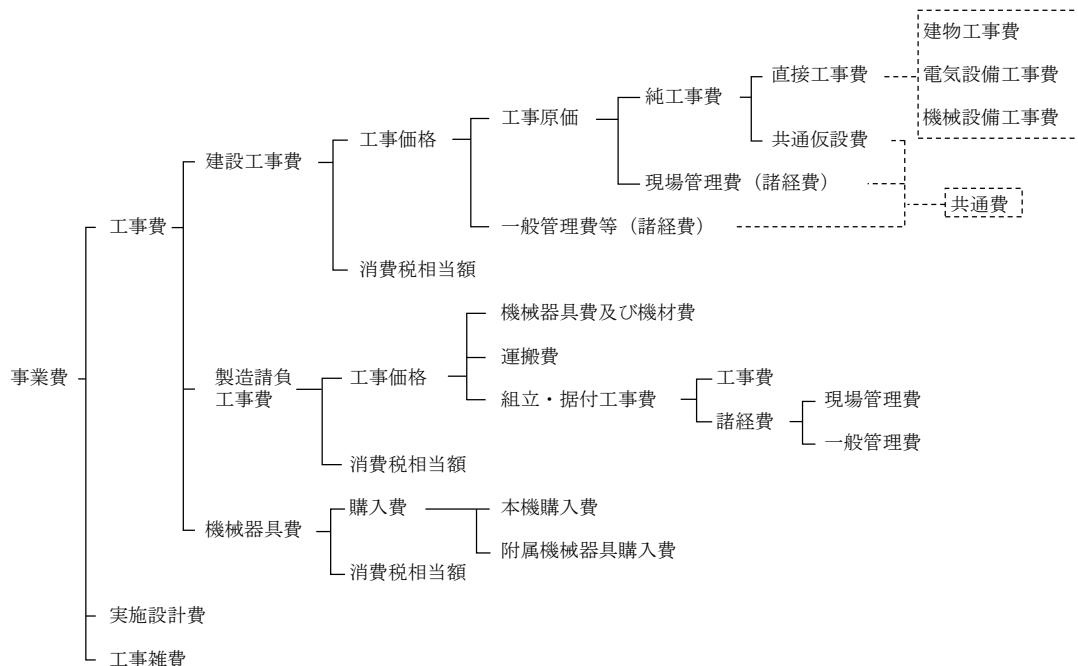 建物工事費
電気設備工事費
機械設備工事費
直接工事費
純工事費
工事原価
共通仮設費
工事価格
建設工事費
現場管理費（諸経費）
共通費
工事費
一般管理費等（諸経費）
消費税相当額
機械器具費及び機材費
運搬費
事業費
製造請負
工事費
工事価格
組立・据付工事費
工事費
諸経費
現場管理費
一般管理費
消費税相当額
機械器具費
購入費
本機購入費
附属機械器具購入費
消費税相当額
実施設計費
工事雑費